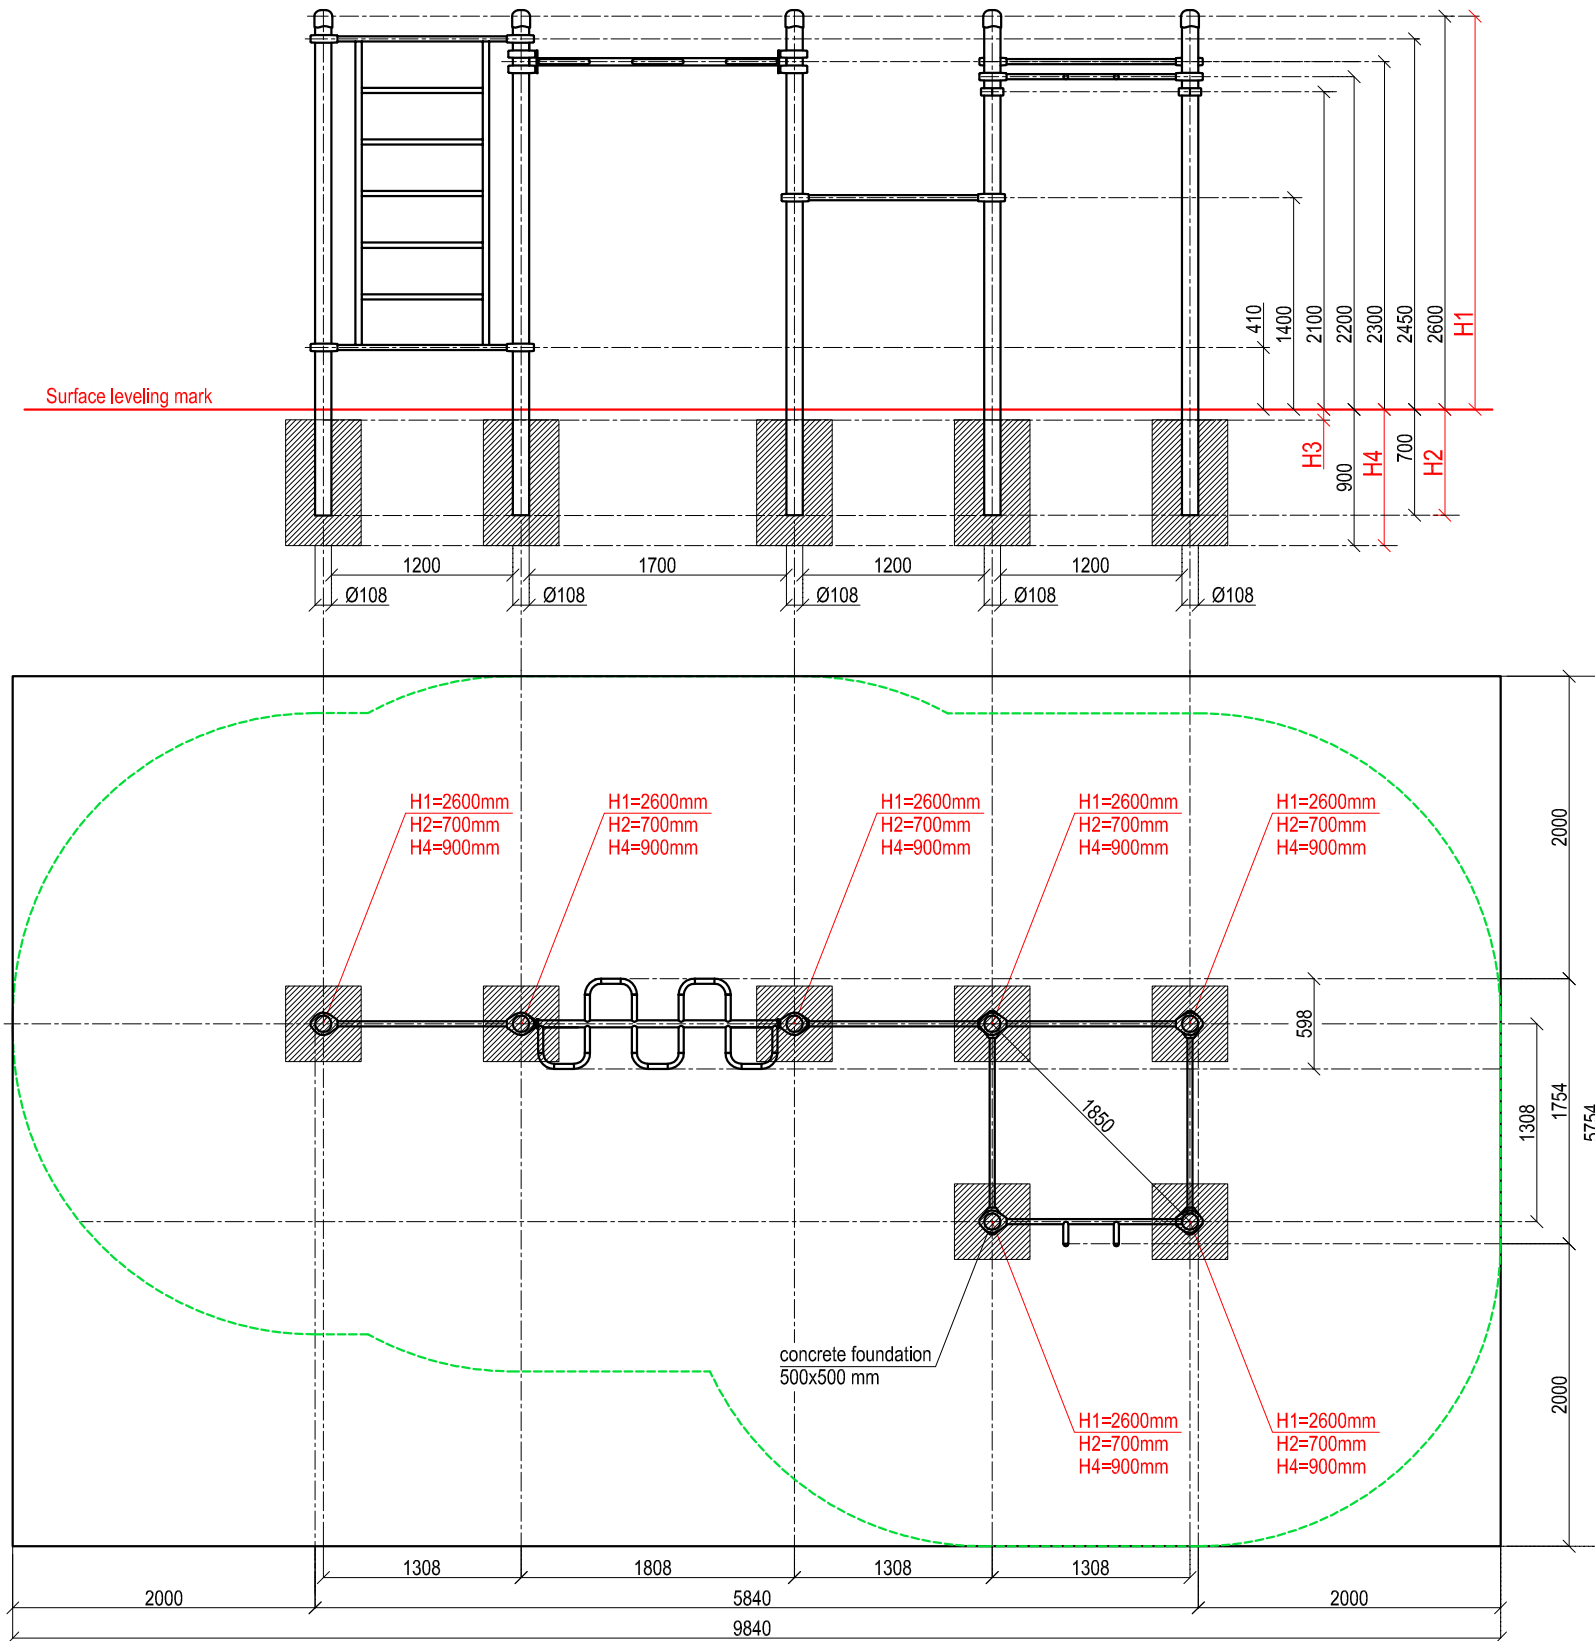 410
1400
2100
2200
2300
2450
2600
H1
Surface leveling mark
H3
900
H4
700
H2
1200
1700
1200
1200
Ø108
Ø108
Ø108
Ø108
Ø108
H1=2600mm
H2=700mm
H4=900mm
H1=2600mm
H2=700mm
H4=900mm
H1=2600mm
H2=700mm
H4=900mm
H1=2600mm
H2=700mm
H4=900mm
H1=2600mm
H2=700mm
H4=900mm
2000
598
1850
1308
1754
5754
concrete foundation
500x500 mm
H1=2600mm
H2=700mm
H4=900mm
H1=2600mm
H2=700mm
H4=900mm
2000
1308
1808
1308
1308
2000
5840
2000
9840